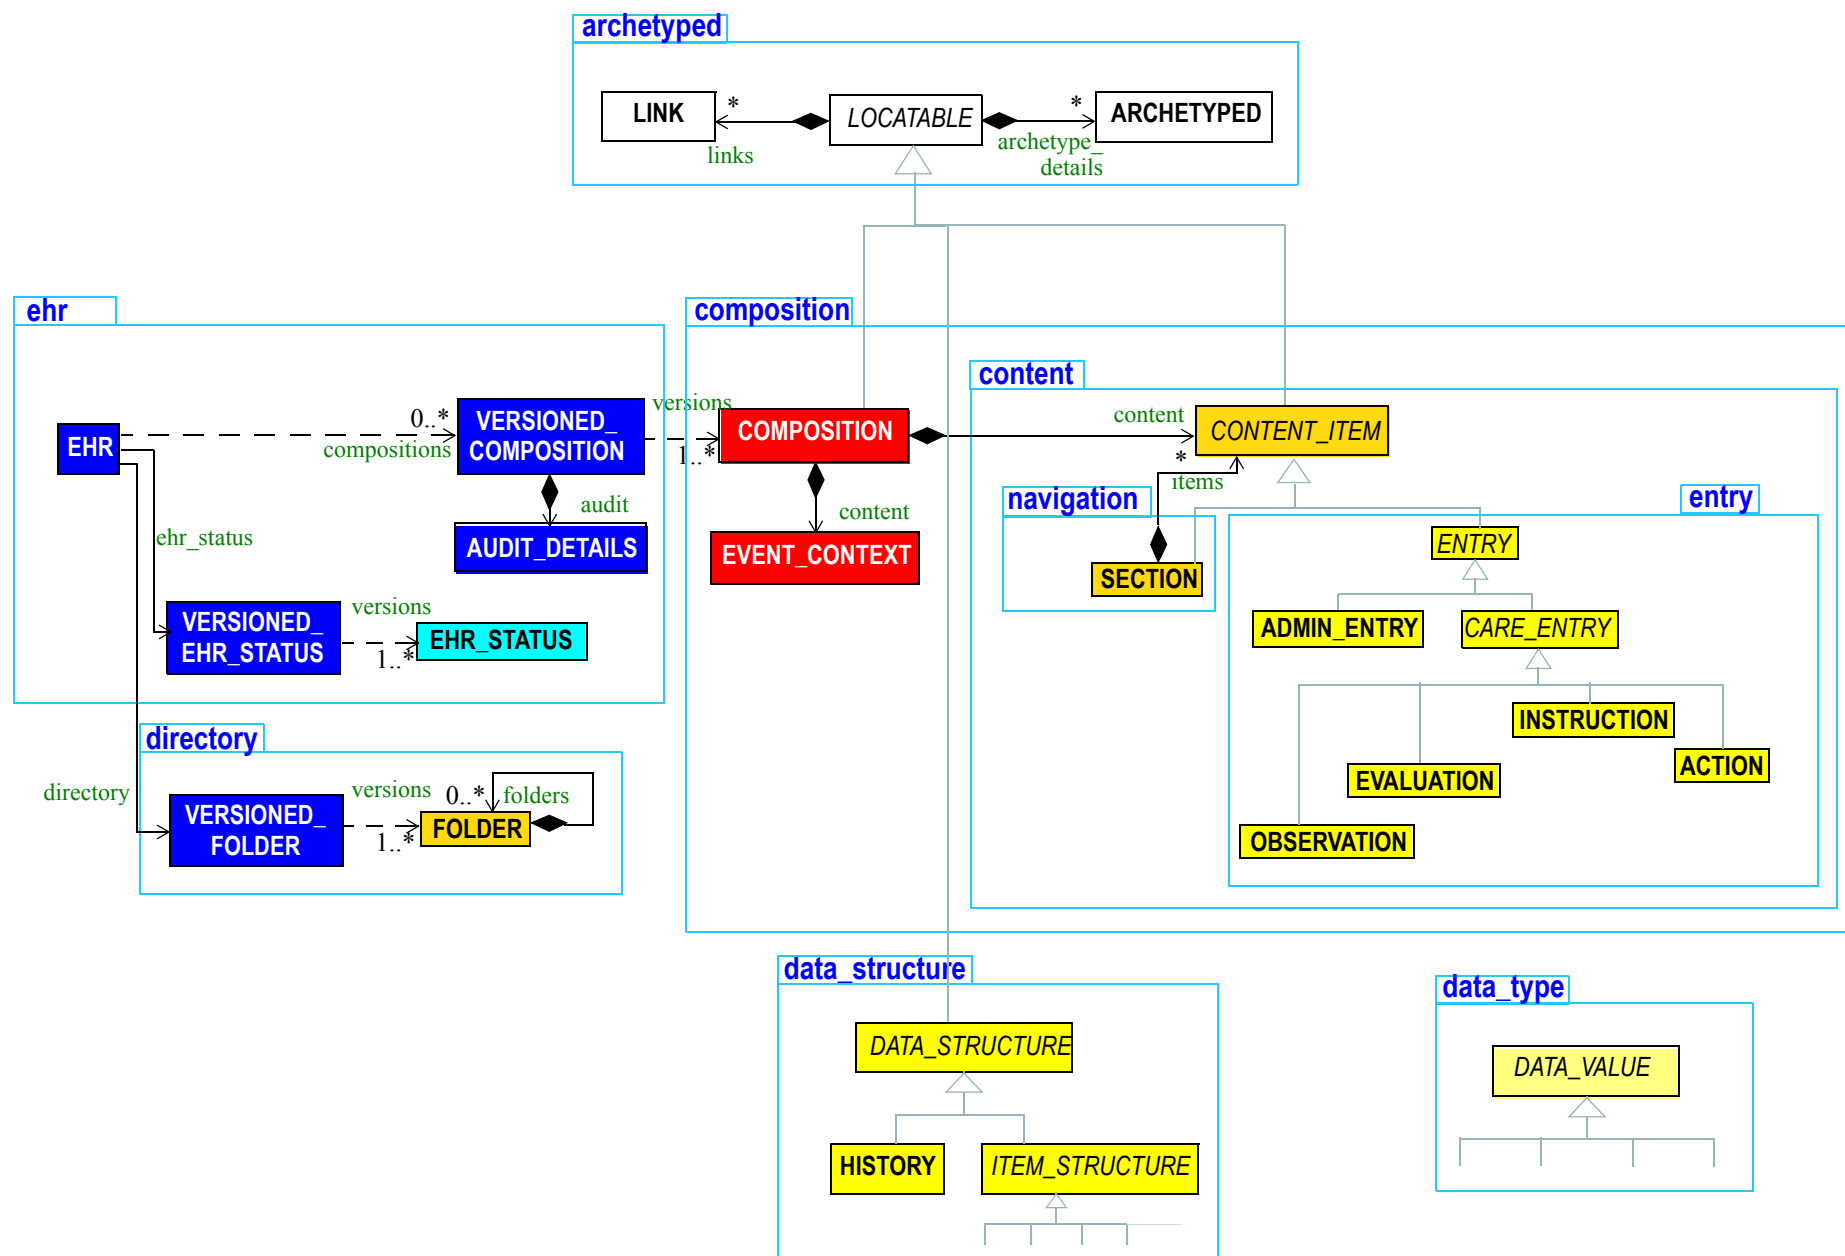 archetyped
LINK
*
LOCATABLE
*
ARCHETYPED
links
archetype_
details
ehr
composition
content
EHR
0..*
compositions
VERSIONED_
COMPOSITION
versions
1..*
COMPOSITION
content
*
CONTENT_ITEM
items
audit
AUDIT_DETAILS
content
EVENT_CONTEXT
navigation
SECTION
entry
ENTRY
ADMIN_ENTRY
CARE_ENTRY
INSTRUCTION
ACTION
EVALUATION
OBSERVATION
ehr_status
VERSIONED_
EHR_STATUS
versions
1..*
EHR_STATUS
directory
directory
VERSIONED_
FOLDER
versions
1..*
0..*
folders
FOLDER
data_structure
DATA_STRUCTURE
HISTORY
ITEM_STRUCTURE
data_type
DATA_VALUE